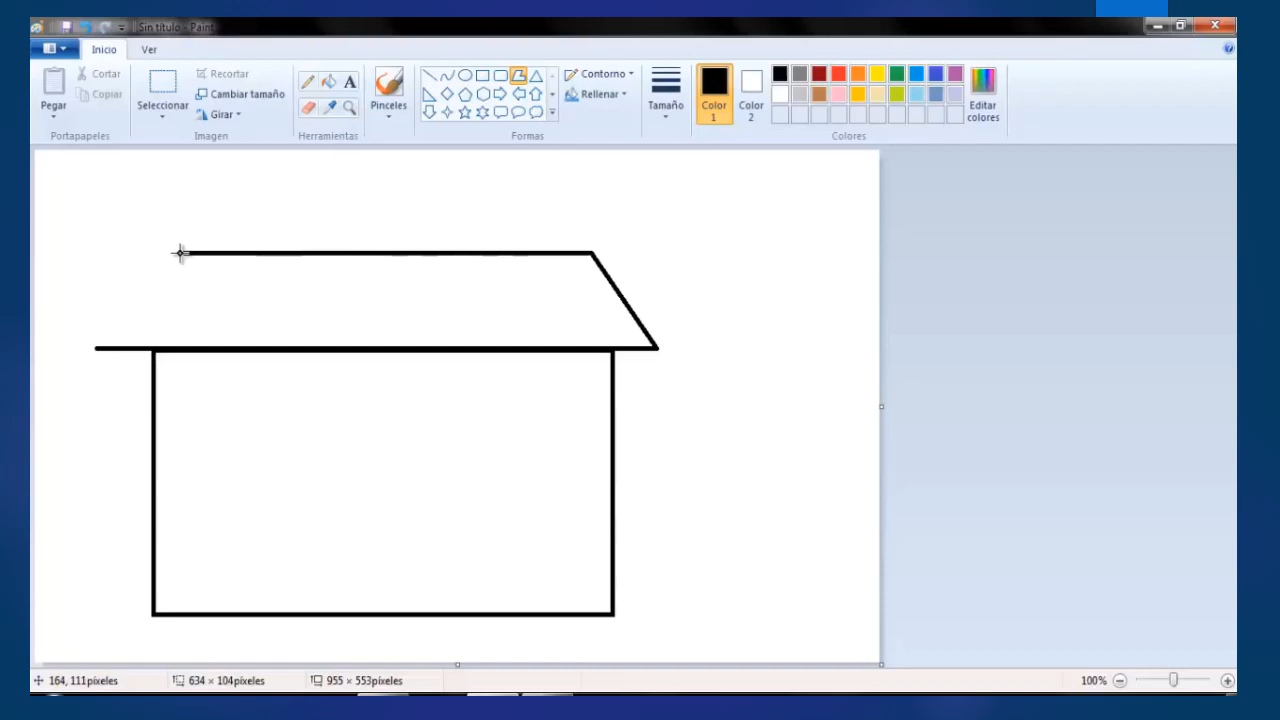 Sin título - Paint
Inicio Ver
Pegar
Cortar
Copiar
Portapapeles
Seleccionar
Recortar
Cambiar tamaño
Girar
Imagen
A
Herramientas
Pinceles
Contorno
Rellenar
Formas
Tamaño
Color
1
Color
2
Editar
colores
Colores
164, 111píxeles
634 × 104píxeles
955 × 553píxeles
100%